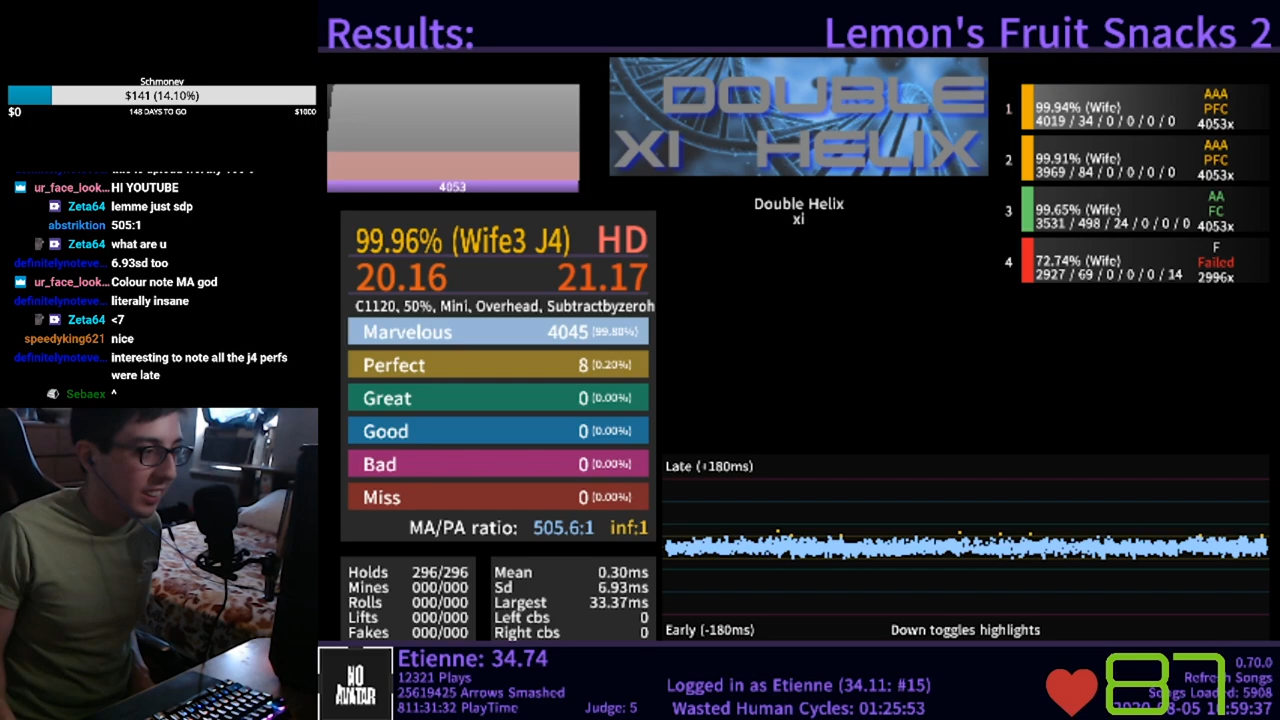 Results:
Lemon's Fruit Snacks 2
Schmoney
$141 (14.10%)
$0
148 DAYS TO GO
$1000
ur_face_look... HI YOUTUBE
Zeta64 lemme just sdp
abstriktion 505:1
Zeta64 what are u
definitelynoteve... 6.93sd too
ur_face_look... Colour note MA god
definitelynoteve... literally insane
Zeta64 <7
speedyking621 nice
definitelynoteve... interesting to note all the j4 perfs
were late
Sebaex ^
4053
DOUBLE
XI HELIX
Double Helix
xi
1 99.94% (Wife) AAA
PFC
4019 / 34 / 0 / 0 / 0 / 0 4053x
2 99.91% (Wife) AAA
PFC
3969 / 84 / 0 / 0 / 0 / 0 4053x
3 99.65% (Wife) AA
FC
3531 / 498 / 24 / 0 / 0 / 0 4053x
4 72.74% (Wife) F
Failed
2927 / 69 / 0 / 0 / 0 / 14 2996x
99.96% (Wife3 J4) HD
20.16 21.17
C1120, 50%, Mini, Overhead, Subtractbyzeroh
Marvelous 4045 (99.80%)
Perfect 8 (0.20%)
Great 0 (0.00%)
Good 0 (0.00%)
Bad 0 (0.00%)
Miss 0 (0.00%)
MA/PA ratio: 505.6:1 inf:1
Holds 296/296
Mines 000/000
Rolls 000/000
Lifts 000/000
Fakes 000/000
Mean 0.30ms
Sd 6.93ms
Largest 33.37ms
Left cbs 0
Right cbs 0
Late (+180ms)
Early (-180ms)
Down toggles highlights
NO
AVATAR
Etienne: 34.74
12321 Plays
25619425 Arrows Smashed
811:31:32 PlayTime
Judge: 5
Logged in as Etienne (34.11: #15)
Wasted Human Cycles: 01:25:53
87
0.70.0
Refresh Songs
Songs Loaded: 5908